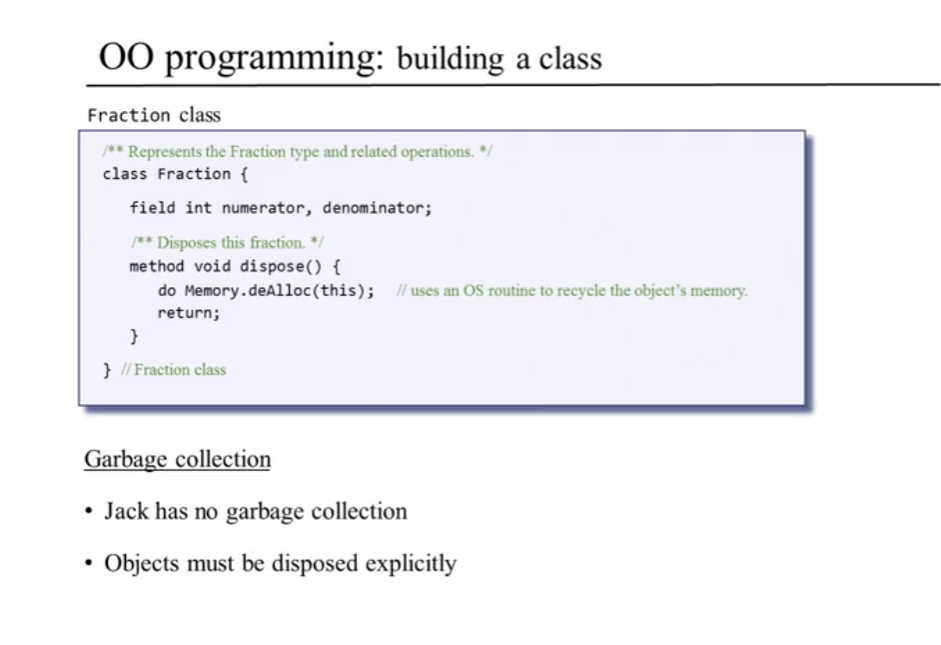 OO programming: building a class
Fraction class
/** Represents the Fraction type and related operations. */
class Fraction {
field int numerator, denominator;
/** Disposes this fraction. */
method void dispose() {
do Memory.deAlloc(this); // uses an OS routine to recycle the object’s memory.
return;
}
} // Fraction class
Garbage collection
• Jack has no garbage collection
• Objects must be disposed explicitly